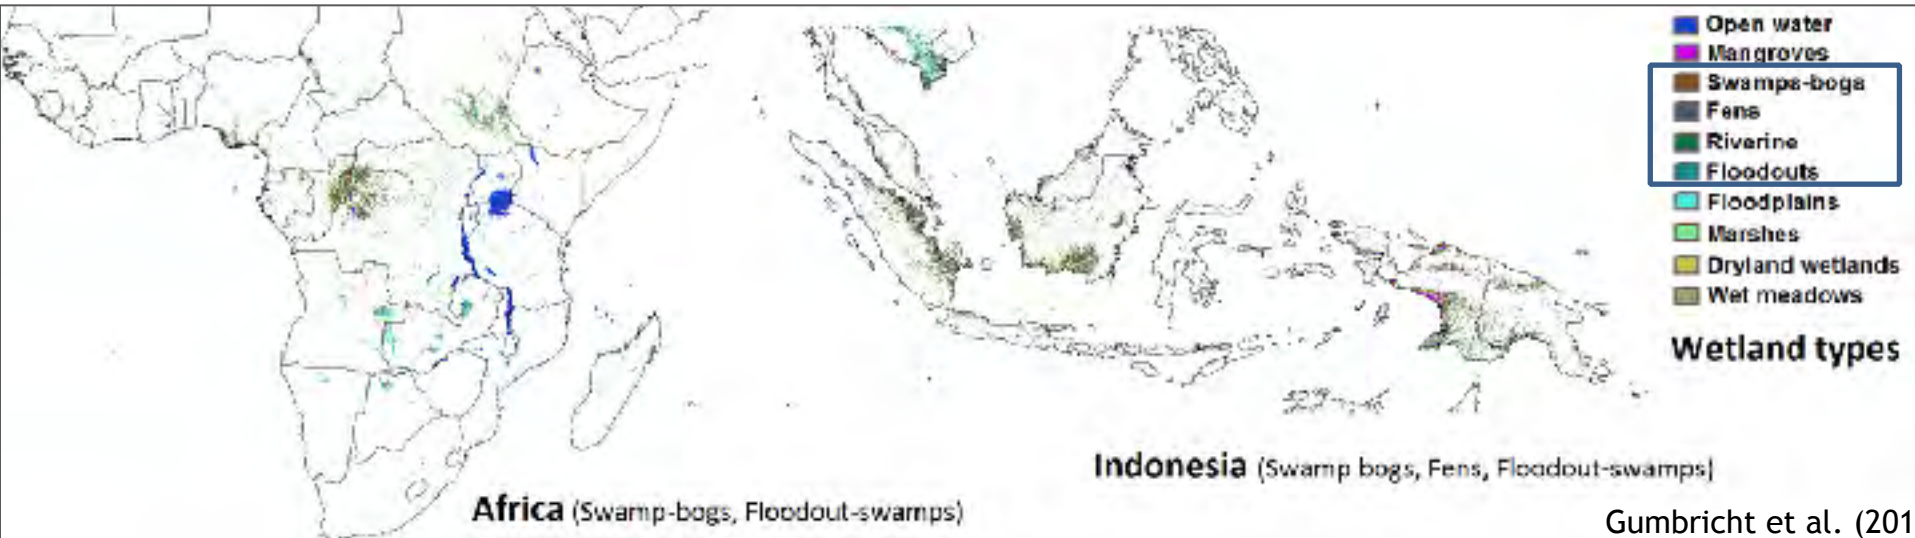 Open water
Mangroves
Swamps-bogs
Fens
Riverine
Floodouts
Floodplains
Marshes
Dryland wetlands
Wet meadows
Wetland types
Indonesia (Swamp bogs, Fens, Floodout-swamps)
Africa (Swamp-bogs, Floodout-swamps)
Gumbricht et al. (201